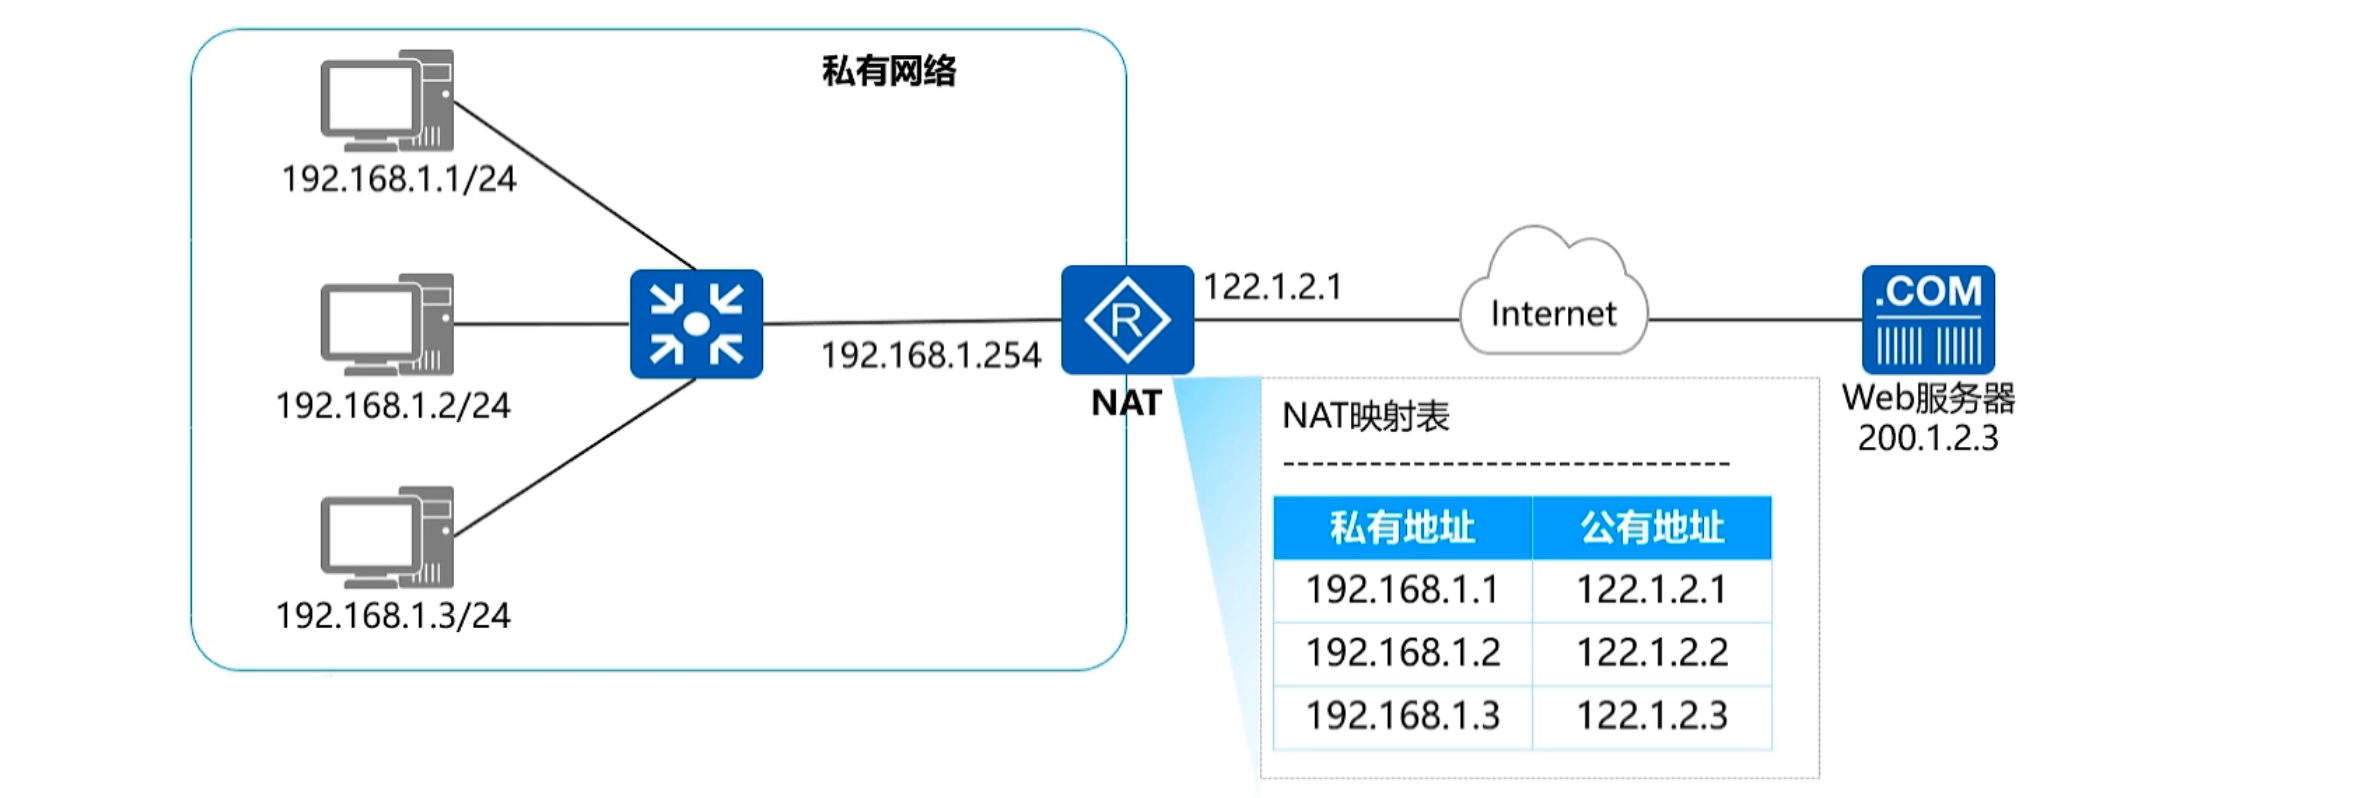 私有网络
192.168.1.1/24
192.168.1.2/24
192.168.1.3/24
192.168.1.254
R
NAT
122.1.2.1
Internet
.COM
Web服务器
200.1.2.3
NAT映射表
-------------------------------
私有地址 公有地址
192.168.1.1 122.1.2.1
192.168.1.2 122.1.2.2
192.168.1.3 122.1.2.3